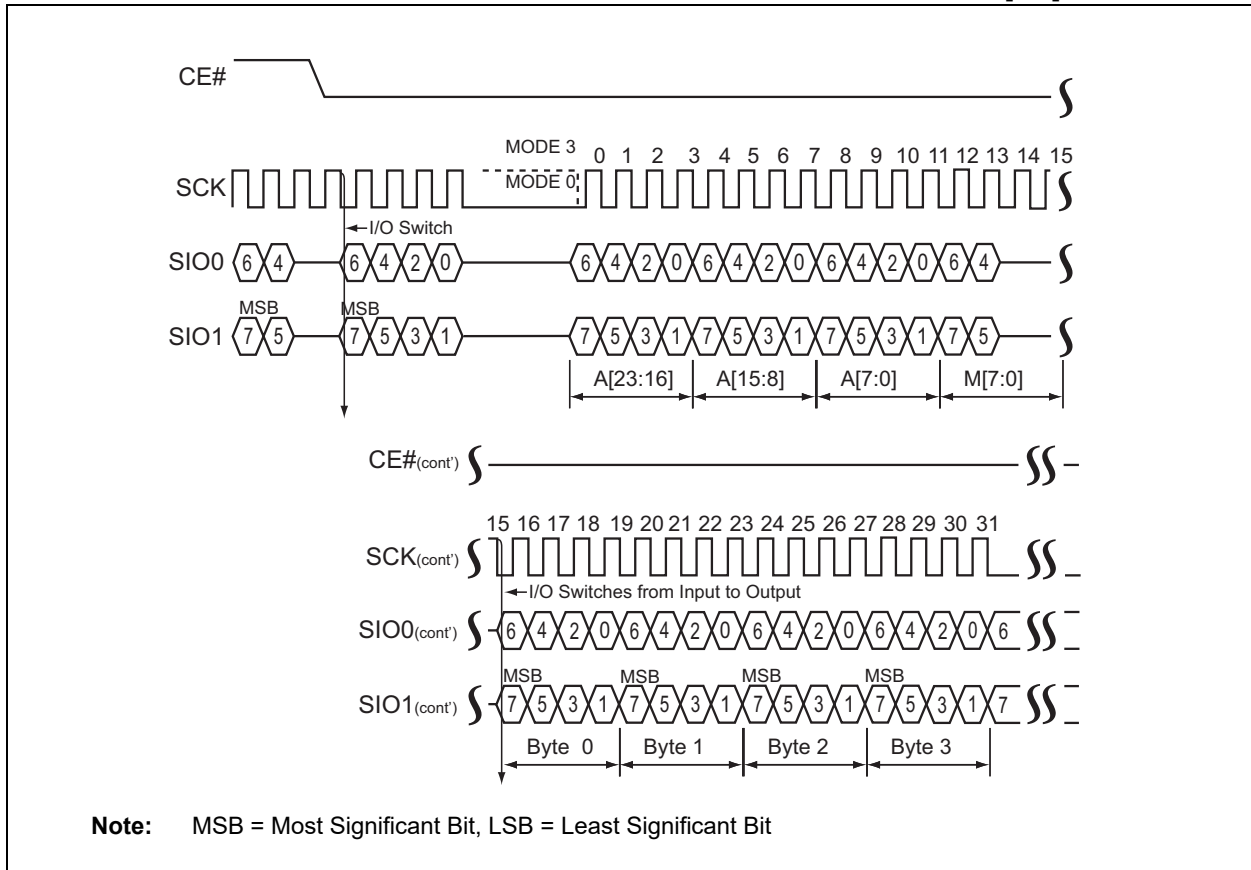 CE#
MODE 3
0 1 2 3 4 5 6 7 8 9 10 11 12 13 14 15
SCK
MODE 0
I/O Switch
SIO0 6 4 6 4 2 0 6 4 2 0 6 4 2 0 6 4 2 0 6 4
MSB MSB
SIO1 7 5 7 5 3 1 7 5 3 1 7 5 3 1 7 5 3 1 7 5
A[23:16] A[15:8] A[7:0] M[7:0]
CE#(cont')
15 16 17 18 19 20 21 22 23 24 25 26 27 28 29 30 31
SCK(cont')
I/O Switches from Input to Output
SIO0(cont') 6 4 2 0 6 4 2 0 6 4 2 0 6 4 2 0 6
MSB MSB MSB MSB
SIO1(cont') 7 5 3 1 7 5 3 1 7 5 3 1 7 5 3 1 7
Byte 0 Byte 1 Byte 2 Byte 3
Note: MSB = Most Significant Bit, LSB = Least Significant Bit